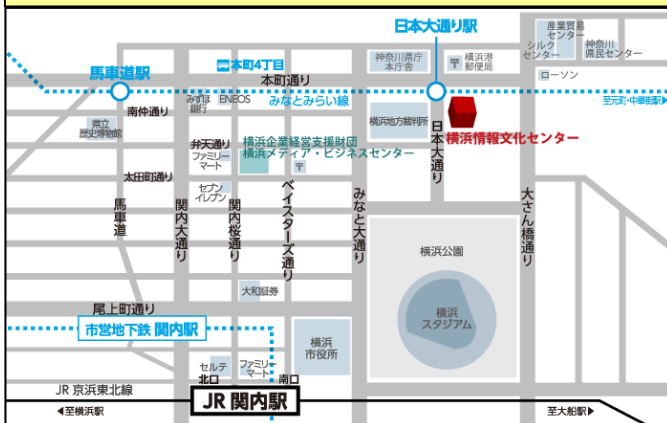 日本大通り駅
産業貿易
センター
シルク
センター
神奈川
県民センター
神奈川県庁
本庁舎
横浜港
郵便局
ローソン
本町4丁目
馬車道駅
本町通り
みなとみらい線
至元町・中華街駅▶
みずほ
銀行
ENEOS
南仲通り
県立
歴史博物館
横浜地方裁判所
日本大通り
横浜情報文化センター
弁天通り
ファミリー
マート
横浜企業経営支援財団
横浜メディア・ビジネスセンター
太田町通り
セブン
イレブン
馬車道
関内大通り
関内桜通り
ベイスターズ通り
みなと大通り
大さん橋通り
横浜公園
横浜
スタジアム
大和証券
尾上町通り
市営地下鉄 関内駅
横浜
市役所
セルテ
ファミリー
マート
北口
南口
JR 京浜東北線
JR 関内駅
◀至横浜駅
至大船駅▶